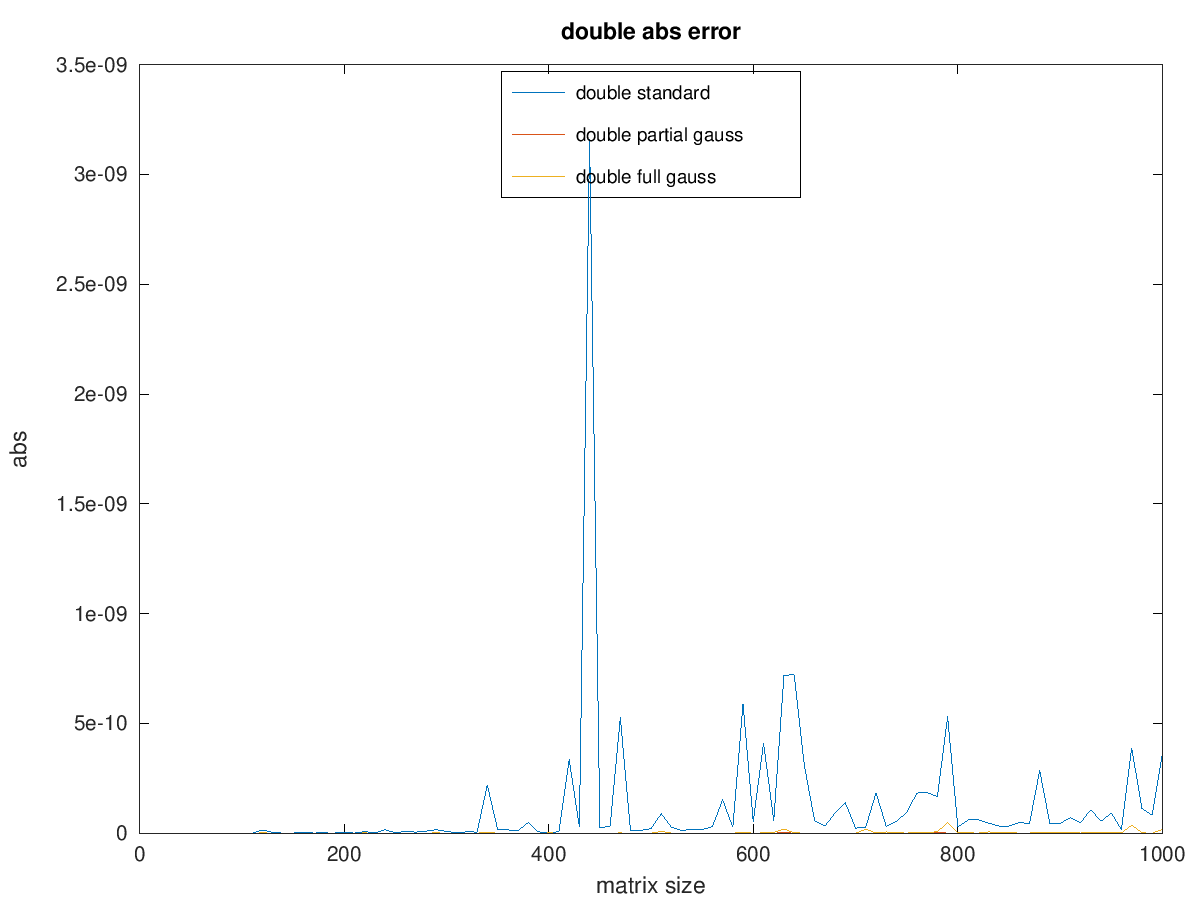 double abs error
3.5e-09
double standard
double partial gauss
3e-09
double full gauss
2.5e-09
2e-09
abs
1.5e-09
1e-09
5e-10
0
0 200 400 600 800 1000
matrix size